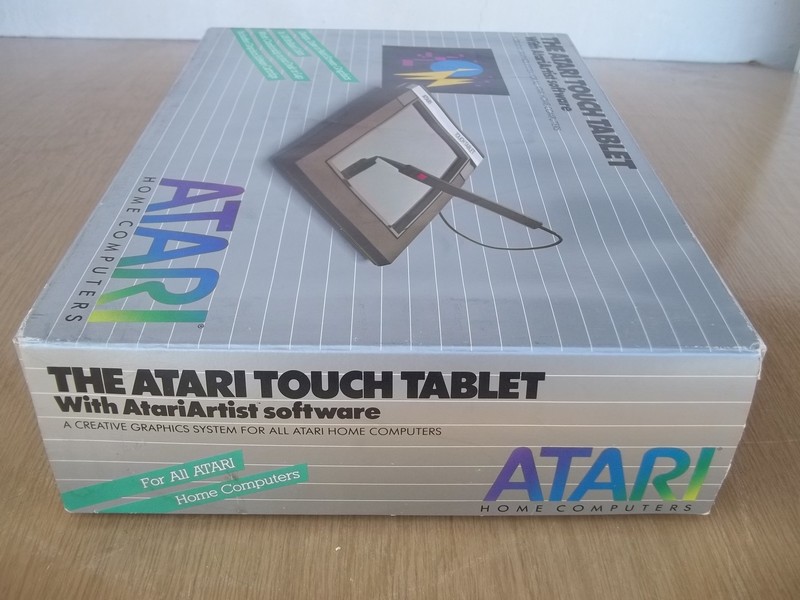 THE ATARI TOUCH TABLET
With AtariArtist software
ATARI
HOME COMPUTERS
THE ATARI TOUCH TABLET
With AtariArtist™ software
A CREATIVE GRAPHICS SYSTEM FOR ALL ATARI HOME COMPUTERS
For All ATARI
Home Computers
ATARI®
HOME COMPUTERS